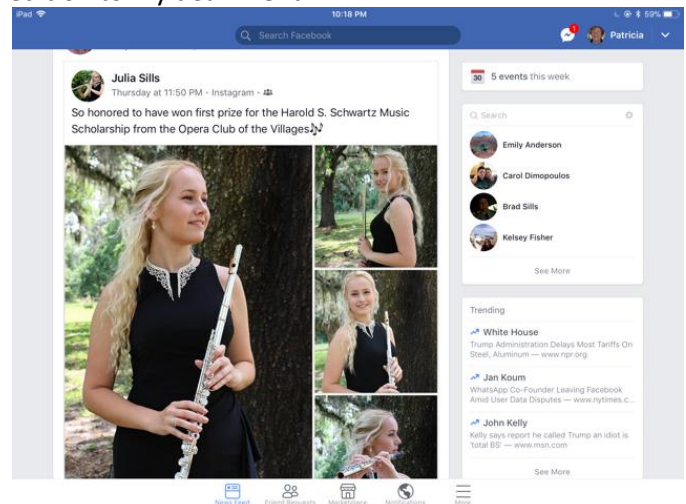 iPad
10:18 PM
59%
Search Facebook
1
Patricia
Julia Sills
Thursday at 11:50 PM · Instagram ·
So honored to have won first prize for the Harold S. Schwartz Music
Scholarship from the Opera Club of the Villages🎶
30
5 events this week
Search
Emily Anderson
Carol Dimopoulos
Brad Sills
Kelsey Fisher
See More
Trending
White House
Trump Administration Delays Most Tariffs On
Steel, Aluminum — www.npr.org
Jan Koum
WhatsApp Co-Founder Leaving Facebook
Amid User Data Disputes — www.nytimes.c...
John Kelly
Kelly says report he called Trump an idiot is
'total BS' — www.msn.com
See More
News Feed
Friend Requests
Marketplace
Notifications
More